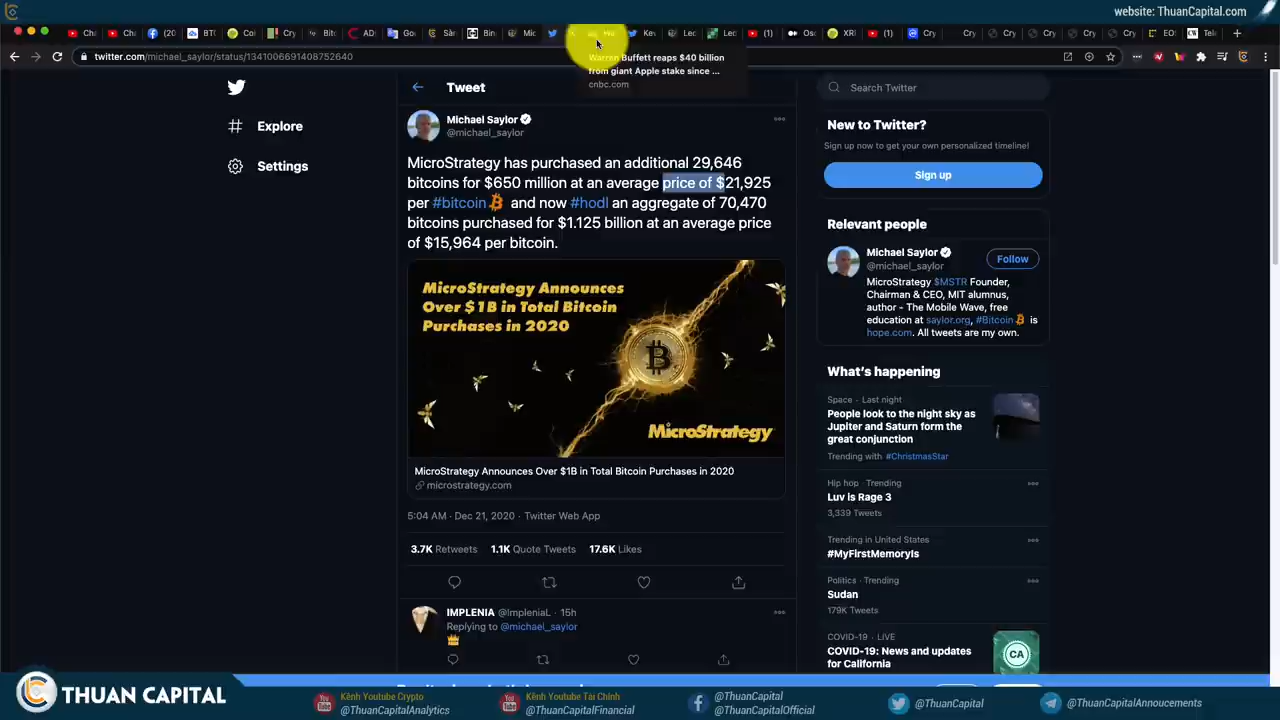 website: ThuanCapital.com
Warren Buffett reaps $40 billion
from giant Apple stake since ...
cnbc.com
twitter.com/michael_saylor/status/1341006691408752640
Tweet
Search Twitter
Explore
Settings
Michael Saylor
@michael_saylor
MicroStrategy has purchased an additional 29,646
bitcoins for $650 million at an average price of $21,925
per #bitcoin and now #hodl an aggregate of 70,470
bitcoins purchased for $1.125 billion at an average price
of $15,964 per bitcoin.
MicroStrategy Announces
Over $1B in Total Bitcoin
Purchases in 2020
MicroStrategy
MicroStrategy Announces Over $1B in Total Bitcoin Purchases in 2020
microstrategy.com
5:04 AM · Dec 21, 2020 · Twitter Web App
3.7K Retweets 1.1K Quote Tweets 17.6K Likes
IMPLENIA @ImpleniaL · 15h
Replying to @michael_saylor
New to Twitter?
Sign up now to get your own personalized timeline!
Sign up
Relevant people
Michael Saylor
@michael_saylor
Follow
MicroStrategy $MSTR Founder,
Chairman & CEO, MIT alumnus,
author - The Mobile Wave, free
education at saylor.org, #Bitcoin is
hope.com. All tweets are my own.
What's happening
Space · Last night
People look to the night sky as
Jupiter and Saturn form the
great conjunction
Trending with #ChristmasStar
Hip hop · Trending
Luv is Rage 3
3,339 Tweets
Trending in United States
#MyFirstMemoryIs
Politics · Trending
Sudan
179K Tweets
COVID-19 · LIVE
COVID-19: News and updates
for California
CA
THUAN CAPITAL
Kênh Youtube Crypto
@ThuanCapitalAnalytics
Kênh Youtube Tài Chính
@ThuanCapitalFinancial
@ThuanCapital
@ThuanCapitalOfficial
@ThuanCapital
@ThuanCapitalAnnoucements